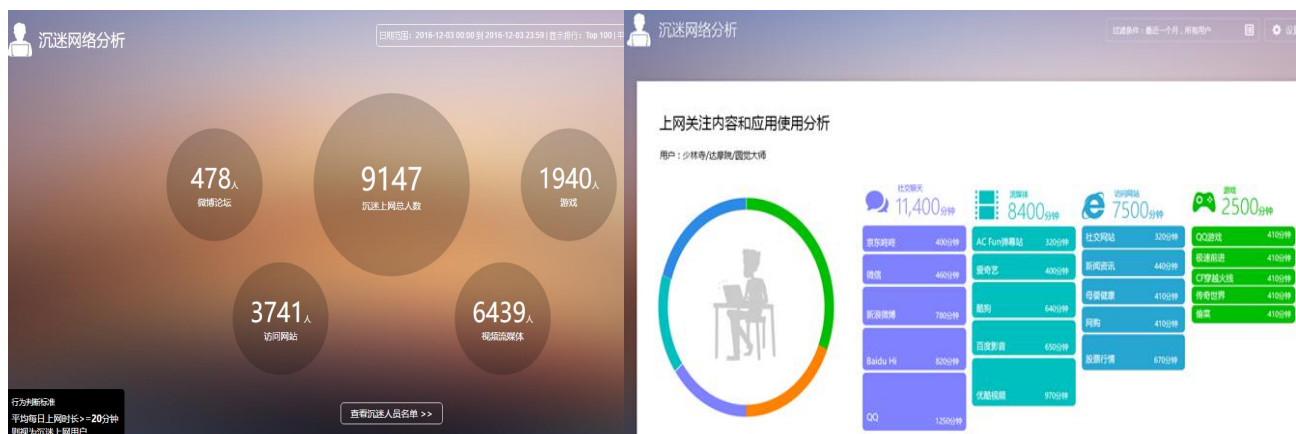 沉迷网络分析
日期范围：2016-12-03 00:00 到 2016-12-03 23:59 | 显示排行：Top 100 |
478人
微博论坛
9147
沉迷上网总人数
1940人
游戏
3741人
访问网站
6439人
视频流媒体
行为判断标准
平均每日上网时长>=20分钟
则视为沉迷上网用户
查看沉迷人员名单 >>
沉迷网络分析
过滤条件：最近一个月，所有用户
上网关注内容和应用使用分析
用户：少林寺/达摩院/圆觉大师
社交聊天
11,400分钟
京东咚咚 400分钟
微信 460分钟
新浪微博 780分钟
Baidu Hi 820分钟
QQ 1250分钟
流媒体
8400分钟
AC Fun弹幕站 320分钟
爱奇艺 400分钟
酷狗 640分钟
百度影音 650分钟
优酷视频 970分钟
访问网站
7500分钟
社交网站 320分钟
新闻资讯 440分钟
母婴健康 410分钟
网购 410分钟
股票行情 670分钟
游戏
2500分钟
QQ游戏 410分钟
极速前进 410分钟
CF穿越火线 410分钟
传奇世界 410分钟
偷菜 410分钟